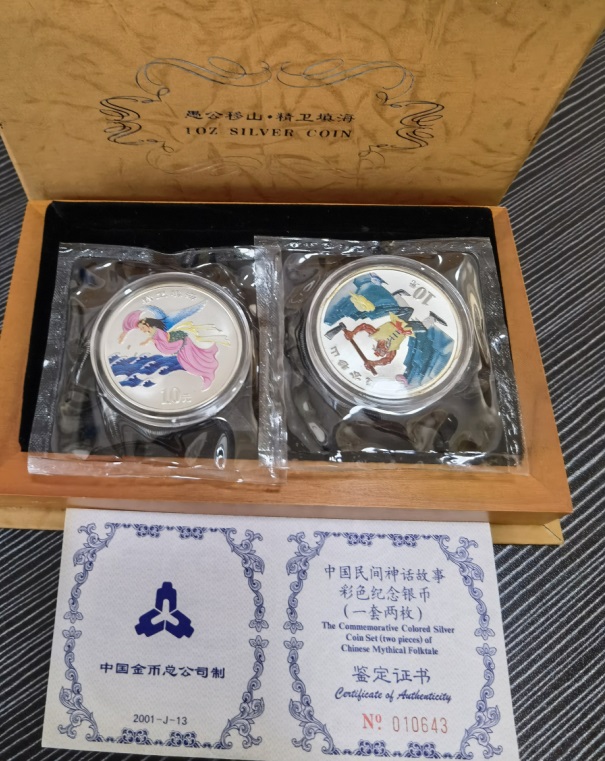 愚公移山·精卫填海
1OZ SILVER COIN
10元
10元
中国金币总公司制
2001-J-13
中国民间神话故事
彩色纪念银币
(一套两枚)
The Commemorative Colored Silver
Coin Set (two pieces) of
Chinese Mythical Folktale
鉴定证书
Certificate of Authenticity
No. 010643